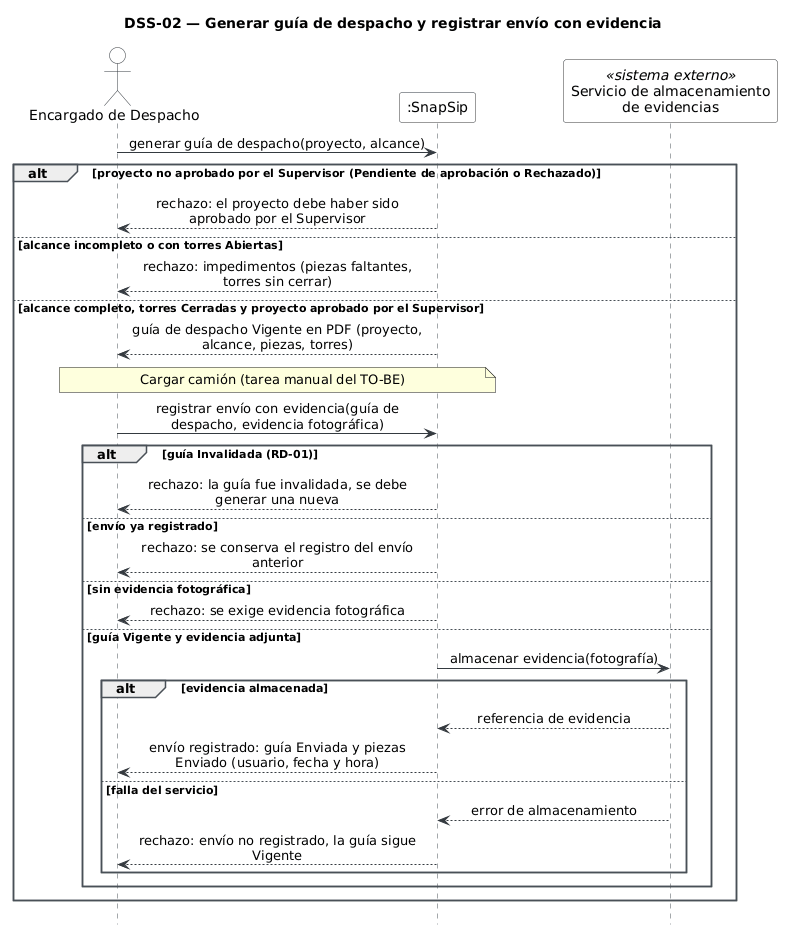 DSS-02 — Generar guía de despacho y registrar envío con evidencia
«sistema externo»
Servicio de almacenamiento
de evidencias
:SnapSip
Encargado de Despacho
generar guía de despacho(proyecto, alcance)
alt
[proyecto no aprobado por el Supervisor (Pendiente de aprobación o Rechazado)]
rechazo: el proyecto debe haber sido
aprobado por el Supervisor
[alcance incompleto o con torres Abiertas]
rechazo: impedimentos (piezas faltantes,
torres sin cerrar)
[alcance completo, torres Cerradas y proyecto aprobado por el Supervisor]
guía de despacho Vigente en PDF (proyecto,
alcance, piezas, torres)
Cargar camión (tarea manual del TO-BE)
registrar envío con evidencia(guía de
despacho, evidencia fotográfica)
alt
[guía Invalidada (RD-01)]
rechazo: la guía fue invalidada, se debe
generar una nueva
[envío ya registrado]
rechazo: se conserva el registro del envío
anterior
[sin evidencia fotográfica]
rechazo: se exige evidencia fotográfica
[guía Vigente y evidencia adjunta]
almacenar evidencia(fotografía)
alt
[evidencia almacenada]
referencia de evidencia
envío registrado: guía Enviada y piezas
Enviado (usuario, fecha y hora)
[falla del servicio]
error de almacenamiento
rechazo: envío no registrado, la guía sigue
Vigente